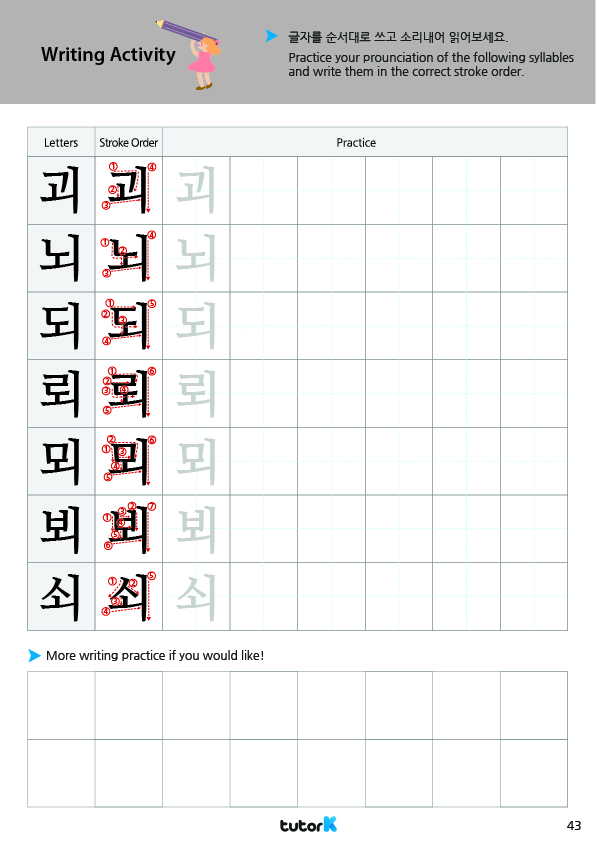 Writing Activity
글자를 순서대로 쓰고 소리내어 읽어보세요.
Practice your prounciation of the following syllables
and write them in the correct stroke order.
Letters Stroke Order Practice
괴 ① ② ③ ④ 괴 괴
뇌 ① ② ③ ④ 뇌 뇌
되 ① ② ③ ④ ⑤ 되 되
뢰 ① ② ③ ④ ⑤ ⑥ 뢰 뢰
뫼 ① ② ③ ④ ⑤ ⑥ 뫼 뫼
뵈 ① ② ③ ④ ⑤ ⑥ ⑦ 뵈 뵈
쇠 ① ② ③ ④ ⑤ 쇠 쇠
More writing practice if you would like!
tutorK
43